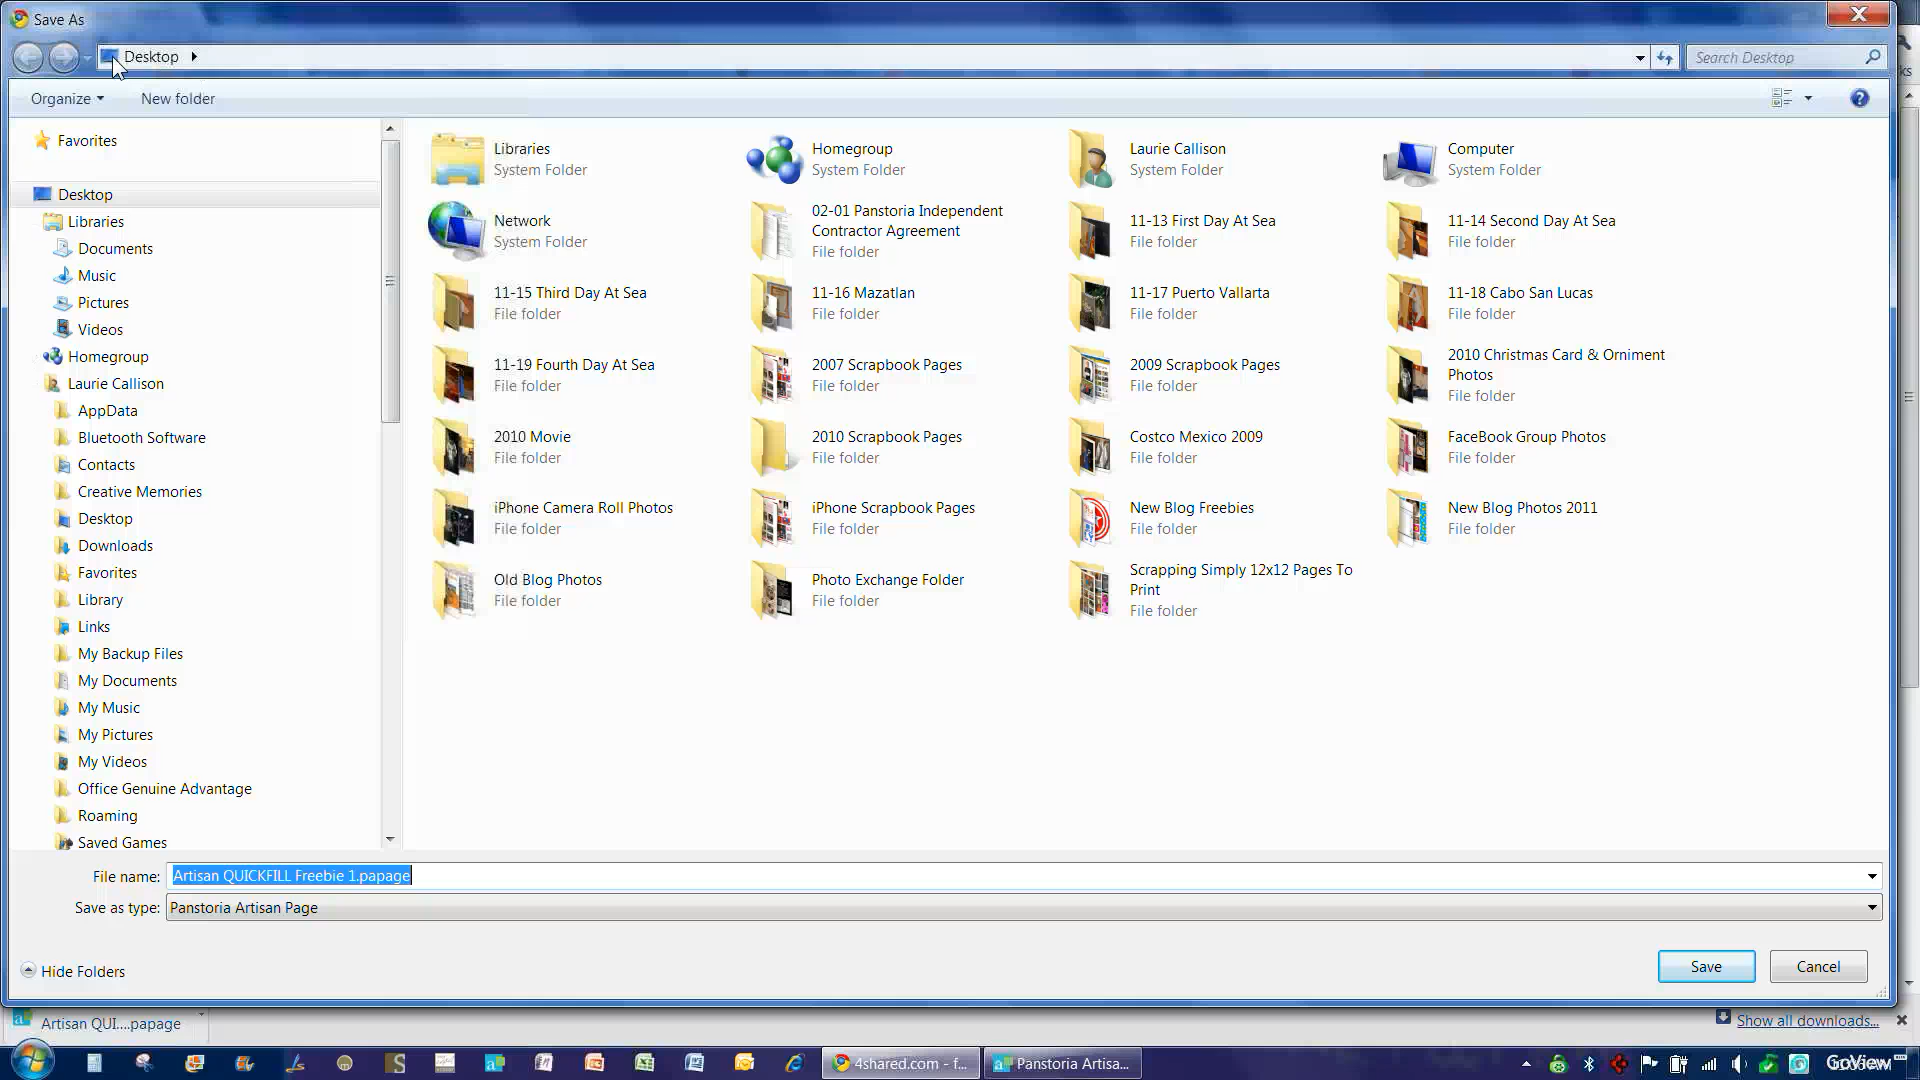 Save As
Desktop
Search Desktop
Organize
New folder
Favorites
Desktop
Libraries
Documents
Music
Pictures
Videos
Homegroup
Laurie Callison
AppData
Bluetooth Software
Contacts
Creative Memories
Desktop
Downloads
Favorites
Library
Links
My Backup Files
My Documents
My Music
My Pictures
My Videos
Office Genuine Advantage
Roaming
Saved Games
Libraries
System Folder
Homegroup
System Folder
Laurie Callison
System Folder
Computer
System Folder
Network
System Folder
02-01 Panstoria Independent
Contractor Agreement
File folder
11-13 First Day At Sea
File folder
11-14 Second Day At Sea
File folder
11-15 Third Day At Sea
File folder
11-16 Mazatlan
File folder
11-17 Puerto Vallarta
File folder
11-18 Cabo San Lucas
File folder
11-19 Fourth Day At Sea
File folder
2007 Scrapbook Pages
File folder
2009 Scrapbook Pages
File folder
2010 Christmas Card & Orniment
Photos
File folder
2010 Movie
File folder
2010 Scrapbook Pages
File folder
Costco Mexico 2009
File folder
FaceBook Group Photos
File folder
iPhone Camera Roll Photos
File folder
iPhone Scrapbook Pages
File folder
New Blog Freebies
File folder
New Blog Photos 2011
File folder
Old Blog Photos
File folder
Photo Exchange Folder
File folder
Scrapping Simply 12x12 Pages To
Print
File folder
File name: Artisan QUICKFILL Freebie 1.papage
Save as type: Panstoria Artisan Page
Hide Folders
Save
Cancel
Artisan QUI....papage
Show all downloads...
4shared.com - f...
Panstoria Artisa...
GoView